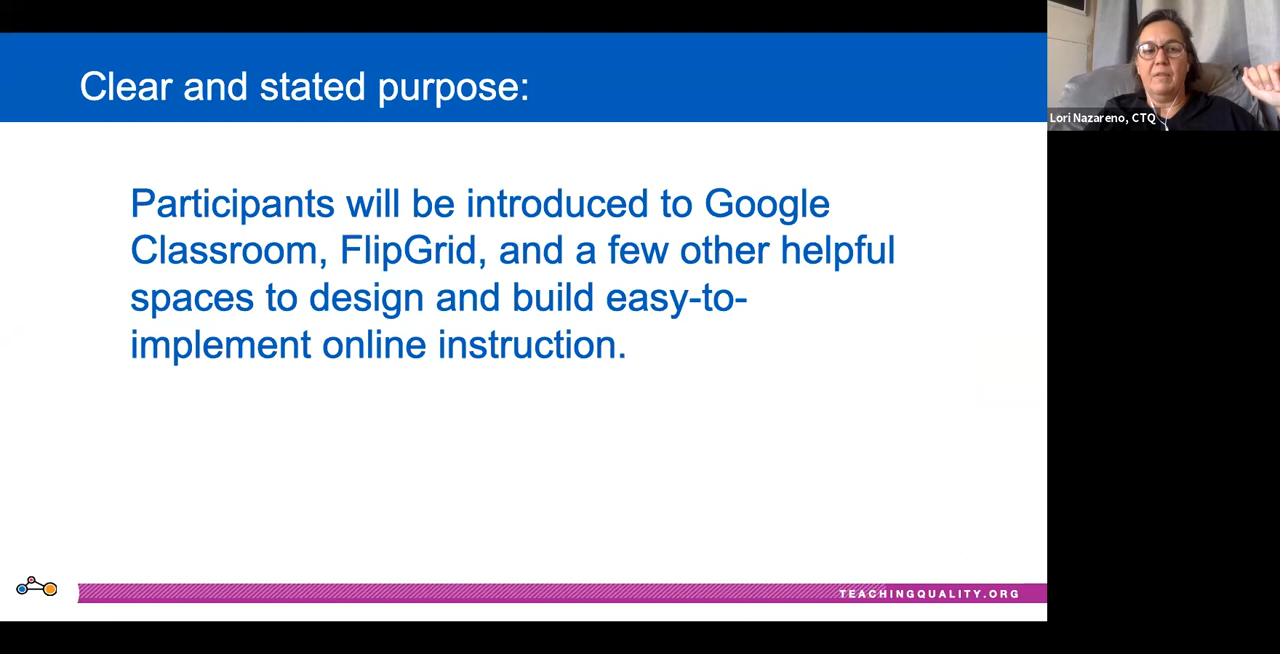 Clear and stated purpose:
Participants will be introduced to Google
Classroom, FlipGrid, and a few other helpful
spaces to design and build easy-to-
implement online instruction.
TEACHINGQUALITY.ORG
Lori Nazareno, CTQ